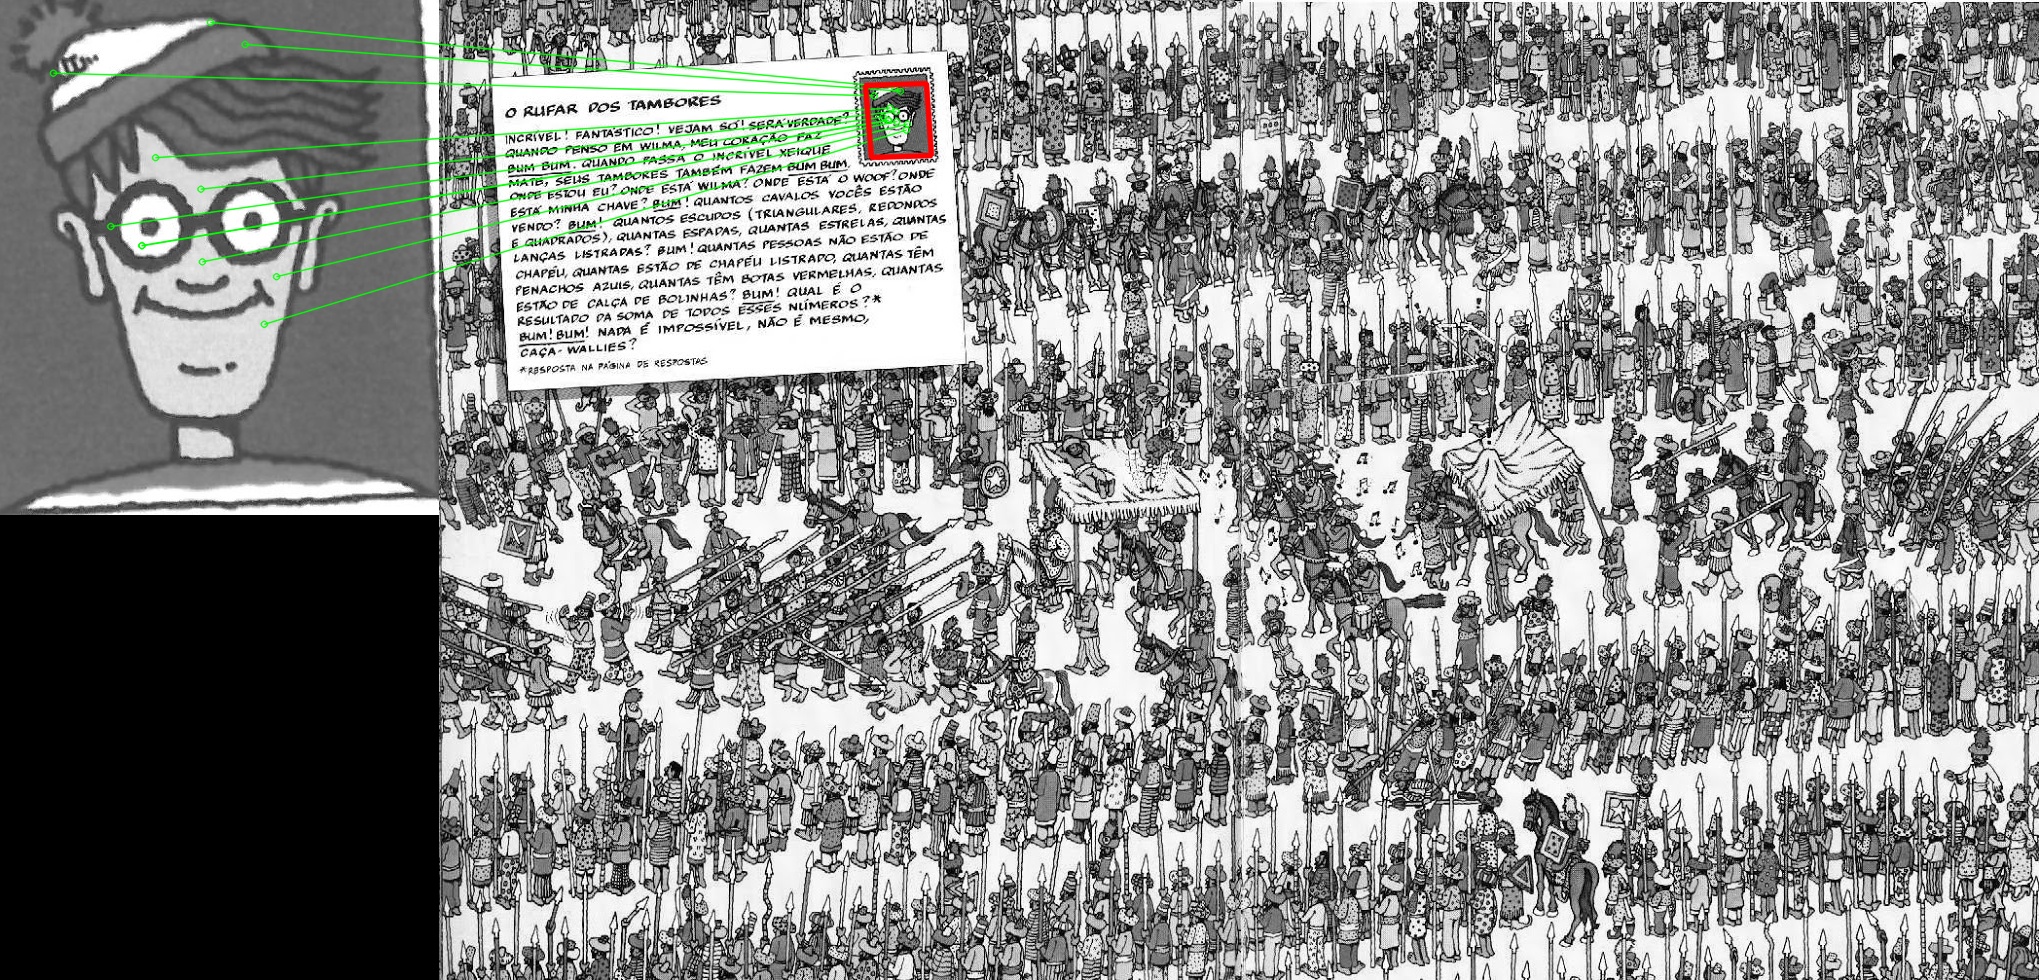 O RUFAR DOS TAMBORES
INCRÍVEL! FANTÁSTICO! VEJAM SÓ! SERÁ VERDADE?
QUANDO PENSO EM WILMA, MEU CORAÇÃO FAZ
BUM BUM. QUANDO PASSA O INCRÍVEL XEIQUE
MATE, SEUS TAMBORES TAMBÉM FAZEM BUM BUM.
ONDE ESTOU EU? ONDE ESTÁ WILMA? ONDE ESTÁ O WOOF? ONDE
ESTÁ MINHA CHAVE? BUM! QUANTOS CAVALOS VOCÊS ESTÃO
VENDO? BUM! QUANTOS ESCUDOS (TRIANGULARES, REDONDOS
E QUADRADOS), QUANTAS ESPADAS, QUANTAS ESTRELAS, QUANTAS
LANÇAS LISTRADAS? BUM! QUANTAS PESSOAS NÃO ESTÃO DE
CHAPÉU, QUANTAS ESTÃO DE CHAPÉU LISTRADO, QUANTAS TÊM
PENACHOS AZUIS, QUANTAS TÊM BOTAS VERMELHAS, QUANTAS
ESTÃO DE CALÇA DE BOLINHAS? BUM! QUAL É O
RESULTADO DA SOMA DE TODOS ESSES NÚMEROS?*
BUM! BUM! NADA É IMPOSSÍVEL, NÃO É MESMO,
CAÇA-WALLIES?
*RESPOSTA NA PÁGINA DE RESPOSTAS